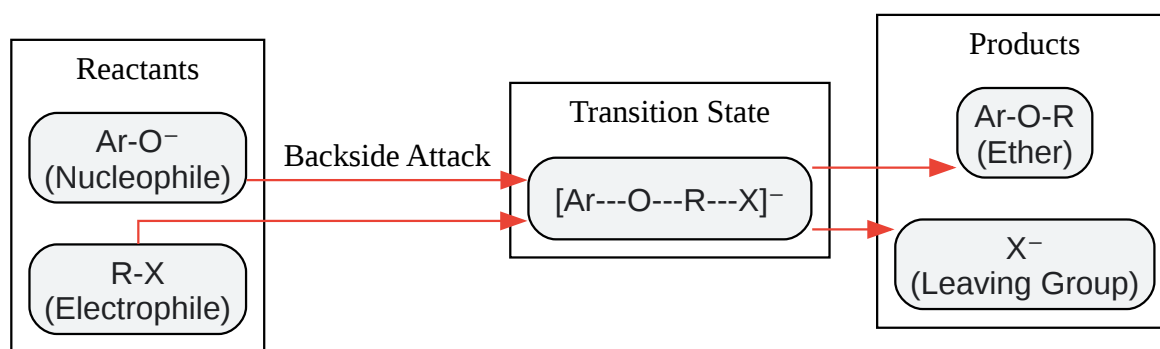 Reactants
Ar-O⁻
(Nucleophile)
R-X
(Electrophile)
Backside Attack
Transition State
[Ar---O---R---X]⁻
Products
Ar-O-R
(Ether)
X⁻
(Leaving Group)